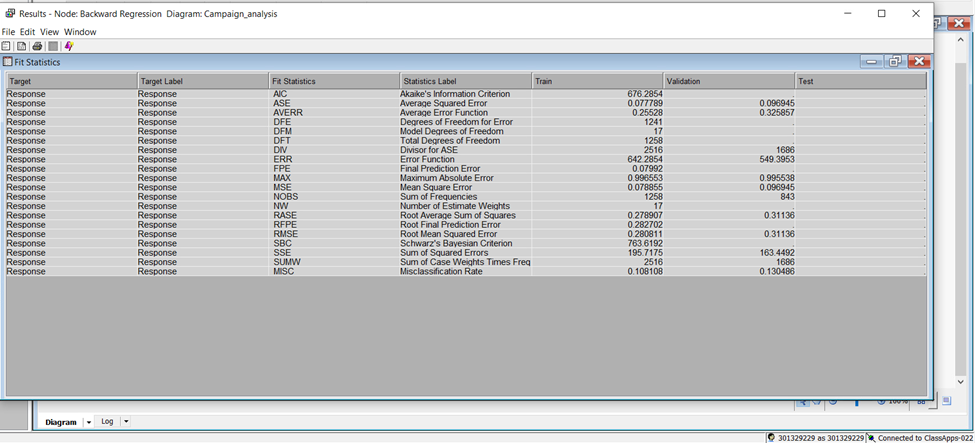 Results - Node: Backward Regression Diagram: Campaign_analysis
File Edit View Window
Fit Statistics
Target Target Label Fit Statistics Statistics Label Train Validation Test
Response Response AIC Akaike's Information Criterion 676.2854 . .
Response Response ASE Average Squared Error 0.077789 0.096945 .
Response Response AVERR Average Error Function 0.25528 0.325857 .
Response Response DFE Degrees of Freedom for Error 1241 . .
Response Response DFM Model Degrees of Freedom 17 . .
Response Response DFT Total Degrees of Freedom 1258 . .
Response Response DIV Divisor for ASE 2516 1686 .
Response Response ERR Error Function 642.2854 549.3953 .
Response Response FPE Final Prediction Error 0.07992 . .
Response Response MAX Maximum Absolute Error 0.996553 0.995538 .
Response Response MSE Mean Square Error 0.078855 0.096945 .
Response Response NOBS Sum of Frequencies 1258 843 .
Response Response NW Number of Estimate Weights 17 . .
Response Response RASE Root Average Sum of Squares 0.278907 0.31136 .
Response Response RFPE Root Final Prediction Error 0.282702 . .
Response Response RMSE Root Mean Squared Error 0.280811 0.31136 .
Response Response SBC Schwarz's Bayesian Criterion 763.6192 . .
Response Response SSE Sum of Squared Errors 195.7175 163.4492 .
Response Response SUMW Sum of Case Weights Times Freq 2516 1686 .
Response Response MISC Misclassification Rate 0.108108 0.130486 .
100%
Diagram Log
301329229 as 301329229 Connected to ClassApps-022